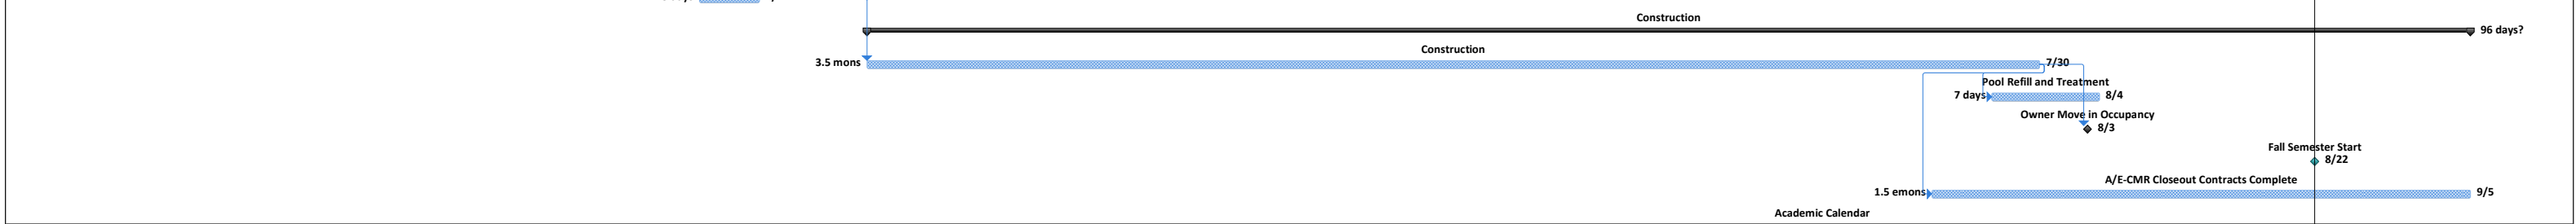 Construction
96 days?
Construction
3.5 mons
7/30
Pool Refill and Treatment
7 days
8/4
Owner Move in Occupancy
8/3
Fall Semester Start
8/22
A/E-CMR Closeout Contracts Complete
1.5 emons
9/5
Academic Calendar